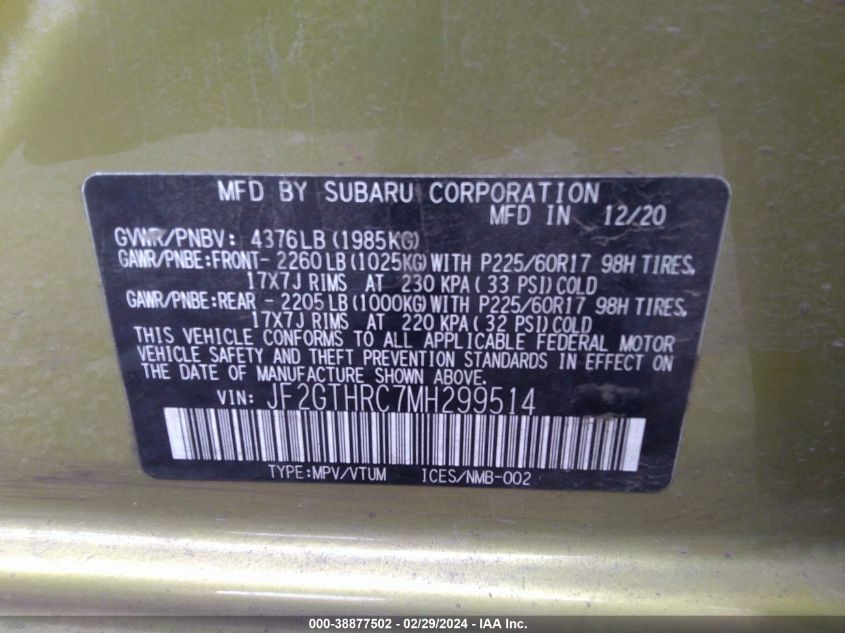 MFD BY SUBARU CORPORATION
MFD IN 12/20
GVWR/PNBV: 4376LB (1985KG)
GAWR/PNBE:FRONT- 2260LB (1025KG) WITH P225/60R17 98H TIRES,
17X7J RIMS AT 230 KPA ( 33 PSI) COLD
GAWR/PNBE:REAR - 2205LB (1000KG) WITH P225/60R17 98H TIRES,
17X7J RIMS AT 220 KPA ( 32 PSI) COLD
THIS VEHICLE CONFORMS TO ALL APPLICABLE FEDERAL MOTOR
VEHICLE SAFETY AND THEFT PREVENTION STANDARDS IN EFFECT ON
THE DATE OF MANUFACTURE SHOWN ABOVE.
VIN: JF2GTHRC7MH299514
TYPE:MPV/VTUM ICES/NMB-002
000-38877502 - 02/29/2024 - IAA Inc.